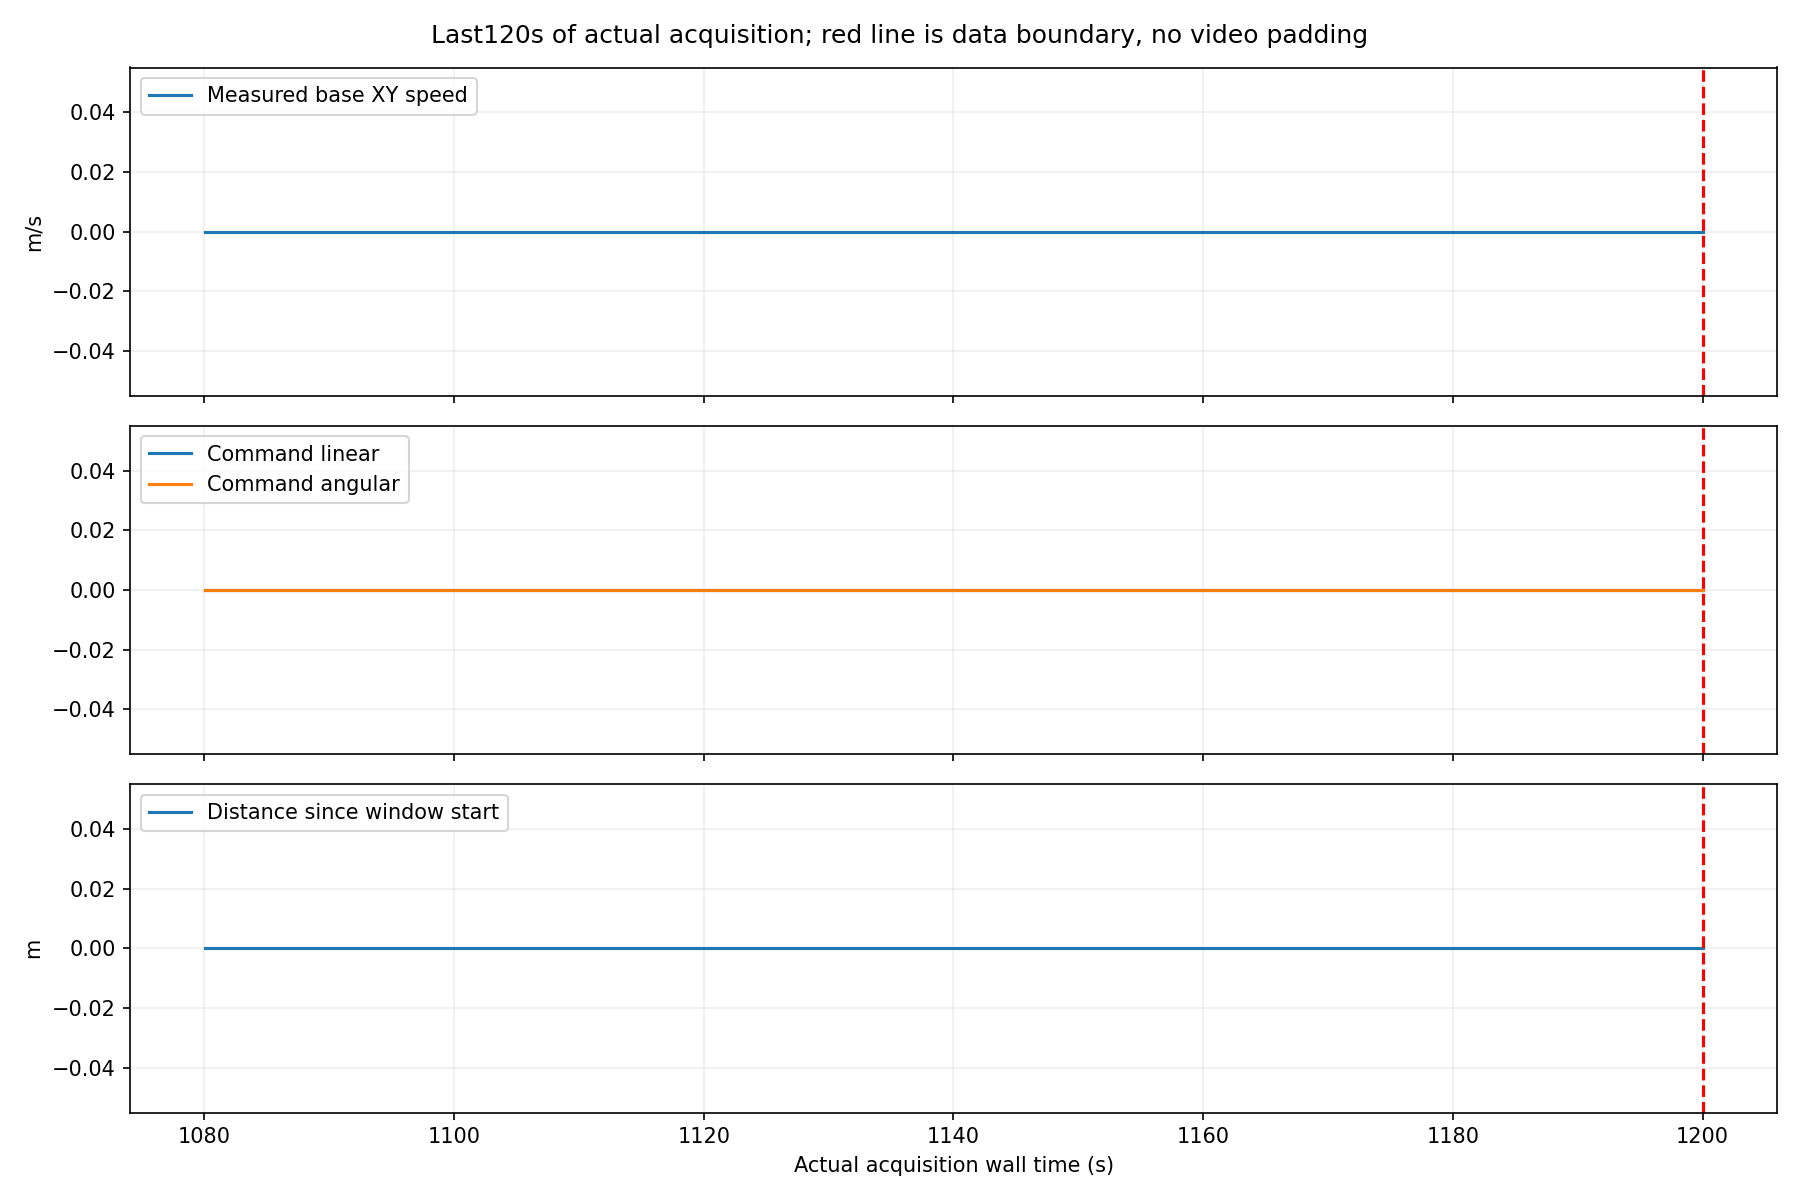 Last120s of actual acquisition; red line is data boundary, no video padding
Measured base XY speed
0.04
0.02
0.00
−0.02
−0.04
m/s
Command linear
Command angular
0.04
0.02
0.00
−0.02
−0.04
Distance since window start
0.04
0.02
0.00
−0.02
−0.04
m
1080 1100 1120 1140 1160 1180 1200
Actual acquisition wall time (s)